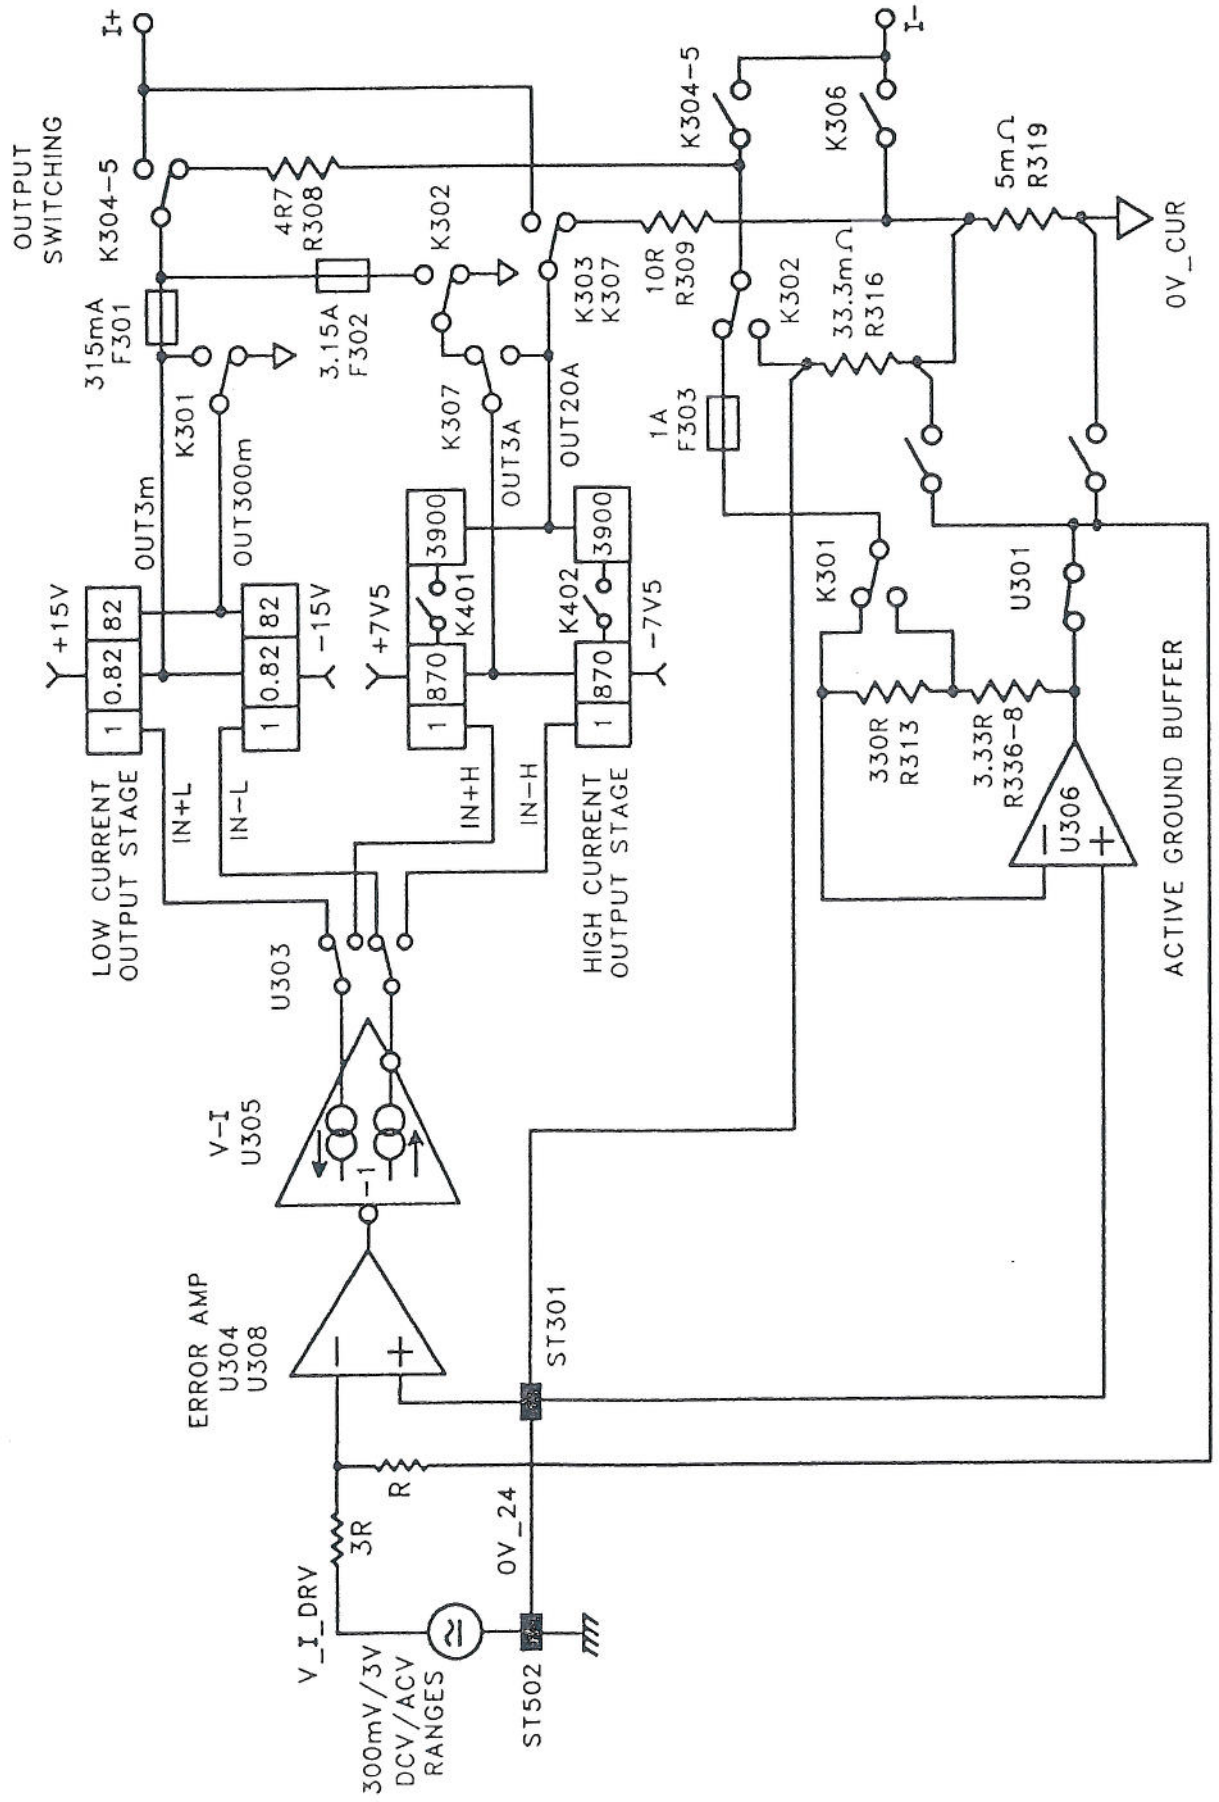 OUTPUT
SWITCHING
I+
K304-5
4R7
R308
315mA
F301
3.15A
F302
K302
K301
OUT3m
OUT300m
K307
OUT3A
OUT20A
K303
K307
10R
R309
K304-5
K306
I-
K302
33.3mΩ
R316
5mΩ
R319
0V_CUR
1A
F303
+15V
1
0.82
82
1
0.82
82
-15V
LOW CURRENT
OUTPUT STAGE
IN+L
IN-L
+7V5
1
870
K401
3900
1
870
K402
3900
-7V5
IN+H
IN-H
HIGH CURRENT
OUTPUT STAGE
U303
V-I
U305
-1
ERROR AMP
U304
U308
-
+
V_I_DRV
3R
R
300mV/3V
DCV/ACV
RANGES
≂
ST502
0V_24
ST301
K301
330R
R313
3.33R
R336-8
U301
-
U306
+
ACTIVE GROUND BUFFER